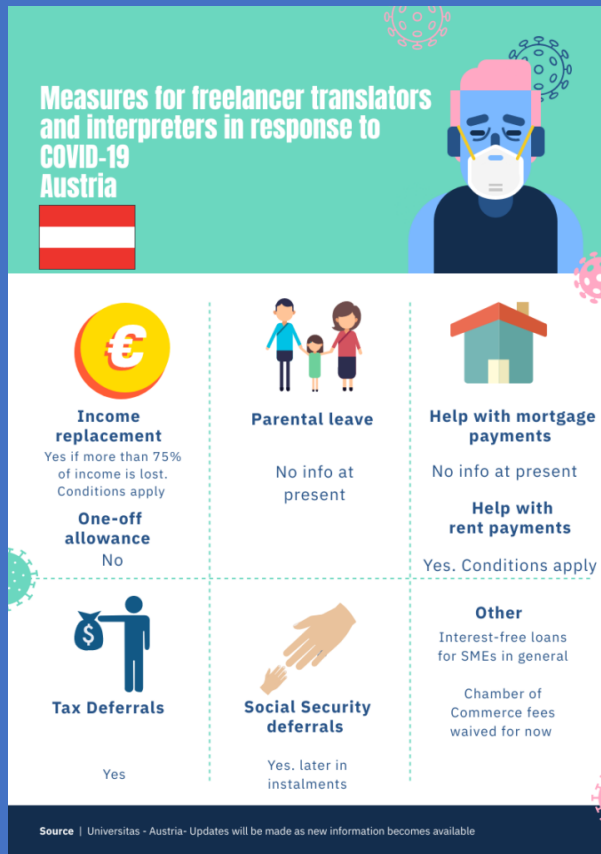 Measures for freelancer translators
and interpreters in response to
COVID-19
Austria
€
Income
replacement
Yes if more than 75%
of income is lost.
Conditions apply
One-off
allowance
No
Parental leave
No info at
present
Help with mortgage
payments
No info at present
Help with
rent payments
Yes. Conditions apply
$
Tax Deferrals
Yes
Social Security
deferrals
Yes. later in
instalments
Other
Interest-free loans
for SMEs in general
Chamber of
Commerce fees
waived for now
Source | Universitas - Austria- Updates will be made as new information becomes available